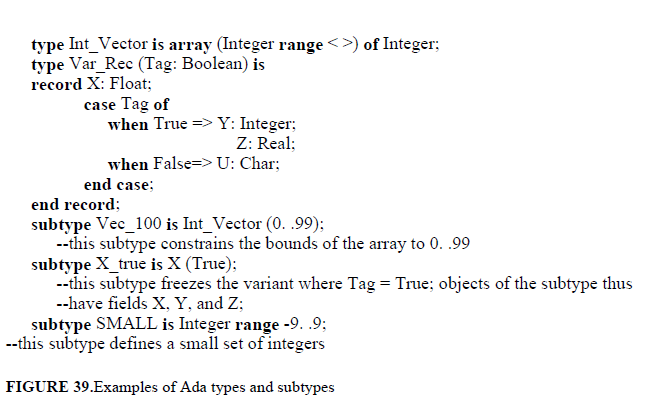 type Int_Vector is array (Integer range < >) of Integer;
type Var_Rec (Tag: Boolean) is
record X: Float;
case Tag of
when True => Y: Integer;
Z: Real;
when False=> U: Char;
end case;
end record;
subtype Vec_100 is Int_Vector (0. .99);
--this subtype constrains the bounds of the array to 0. .99
subtype X_true is X (True);
--this subtype freezes the variant where Tag = True; objects of the subtype thus
--have fields X, Y, and Z;
subtype SMALL is Integer range -9. .9;
--this subtype defines a small set of integers
FIGURE 39.Examples of Ada types and subtypes